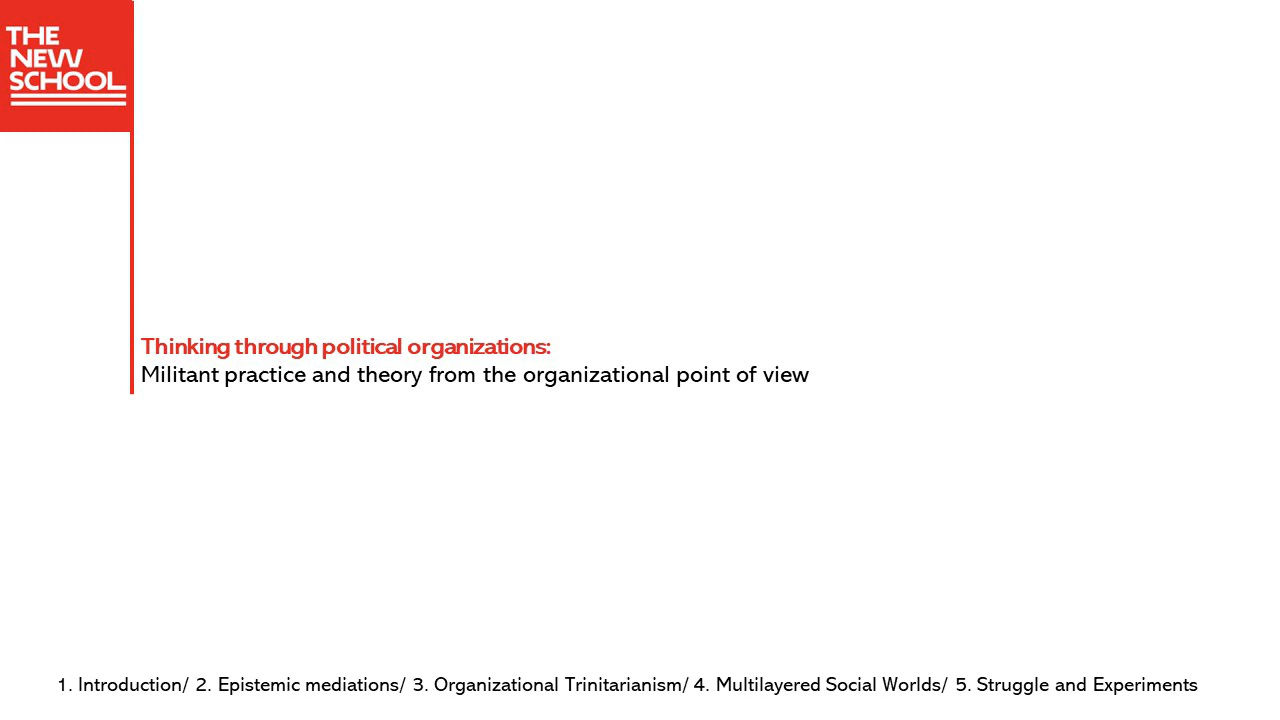 THE
NEW
SCHOOL
Thinking through political organizations:
Militant practice and theory from the organizational point of view
1. Introduction/ 2. Epistemic mediations/ 3. Organizational Trinitarianism/ 4. Multilayered Social Worlds/ 5. Struggle and Experiments